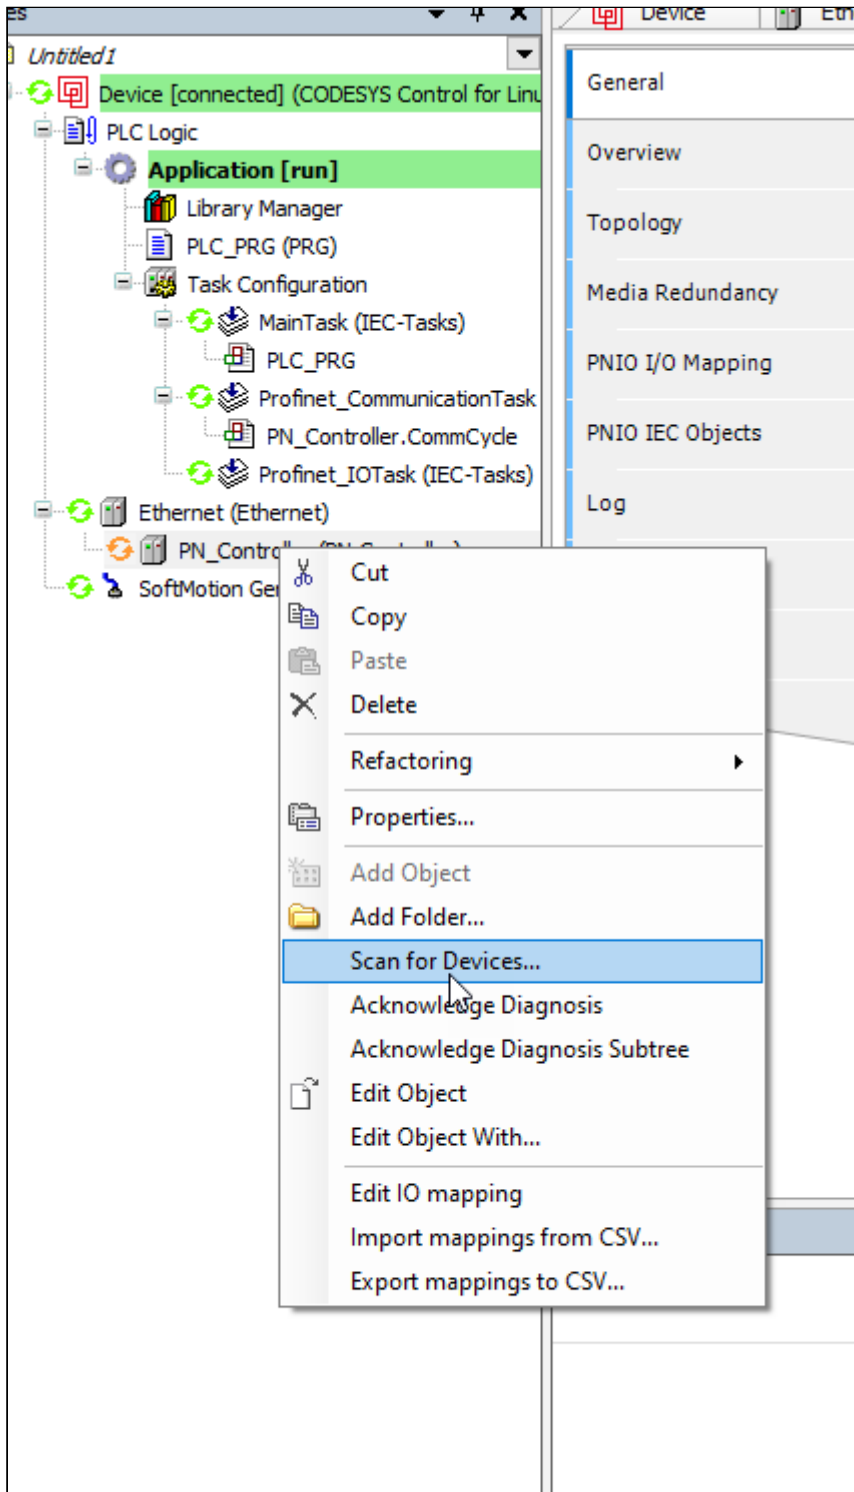 Device
Untitled1
Device [connected] (CODESYS Control for
PLC Logic
Application [run]
Library Manager
PLC_PRG (PRG)
Task Configuration
MainTask (IEC-Tasks)
PLC_PRG
Profinet_CommunicationTask
PN_Controller.CommCycle
Profinet_IOTask (IEC-Tasks)
Ethernet (Ethernet)
SoftMotion
General
Overview
Topology
Media Redundancy
PNIO I/O Mapping
PNIO IEC Objects
Log
Cut
Copy
Paste
Delete
Refactoring
Properties...
Add Object
Add Folder...
Scan for Devices...
Acknowledge Diagnosis
Acknowledge Diagnosis Subtree
Edit Object
Edit Object With...
Edit IO mapping
Import mappings from CSV...
Export mappings to CSV...